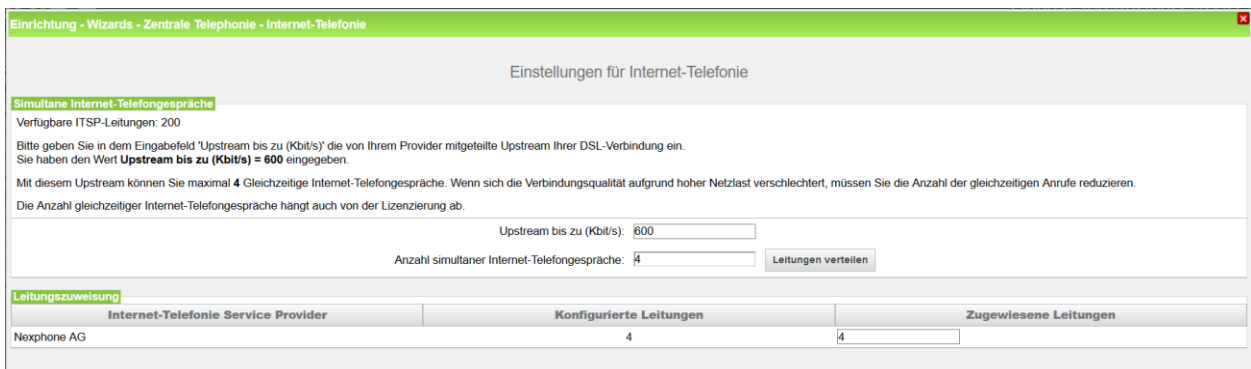 Einrichtung - Wizards - Zentrale Telephonie - Internet-Telefonie
Einstellungen für Internet-Telefonie
Simultane Internet-Telefongespräche
Verfügbare ITSP-Leitungen: 200
Bitte geben Sie in dem Eingabefeld 'Upstream bis zu (Kbit/s)' die von Ihrem Provider mitgeteilte Upstream Ihrer DSL-Verbindung ein.
Sie haben den Wert Upstream bis zu (Kbit/s) = 600 eingegeben.
Mit diesem Upstream können Sie maximal 4 Gleichzeitige Internet-Telefongespräche. Wenn sich die Verbindungsqualität aufgrund hoher Netzlast verschlechtert, müssen Sie die Anzahl der gleichzeitigen Anrufe reduzieren.
Die Anzahl gleichzeitiger Internet-Telefongespräche hängt auch von der Lizenzierung ab.
Upstream bis zu (Kbit/s): 600
Anzahl simultaner Internet-Telefongespräche: 4 Leitungen verteilen
Leitungszuweisung
Internet-Telefonie Service Provider Konfigurierte Leitungen Zugewiesene Leitungen
Nexphone AG 4 4